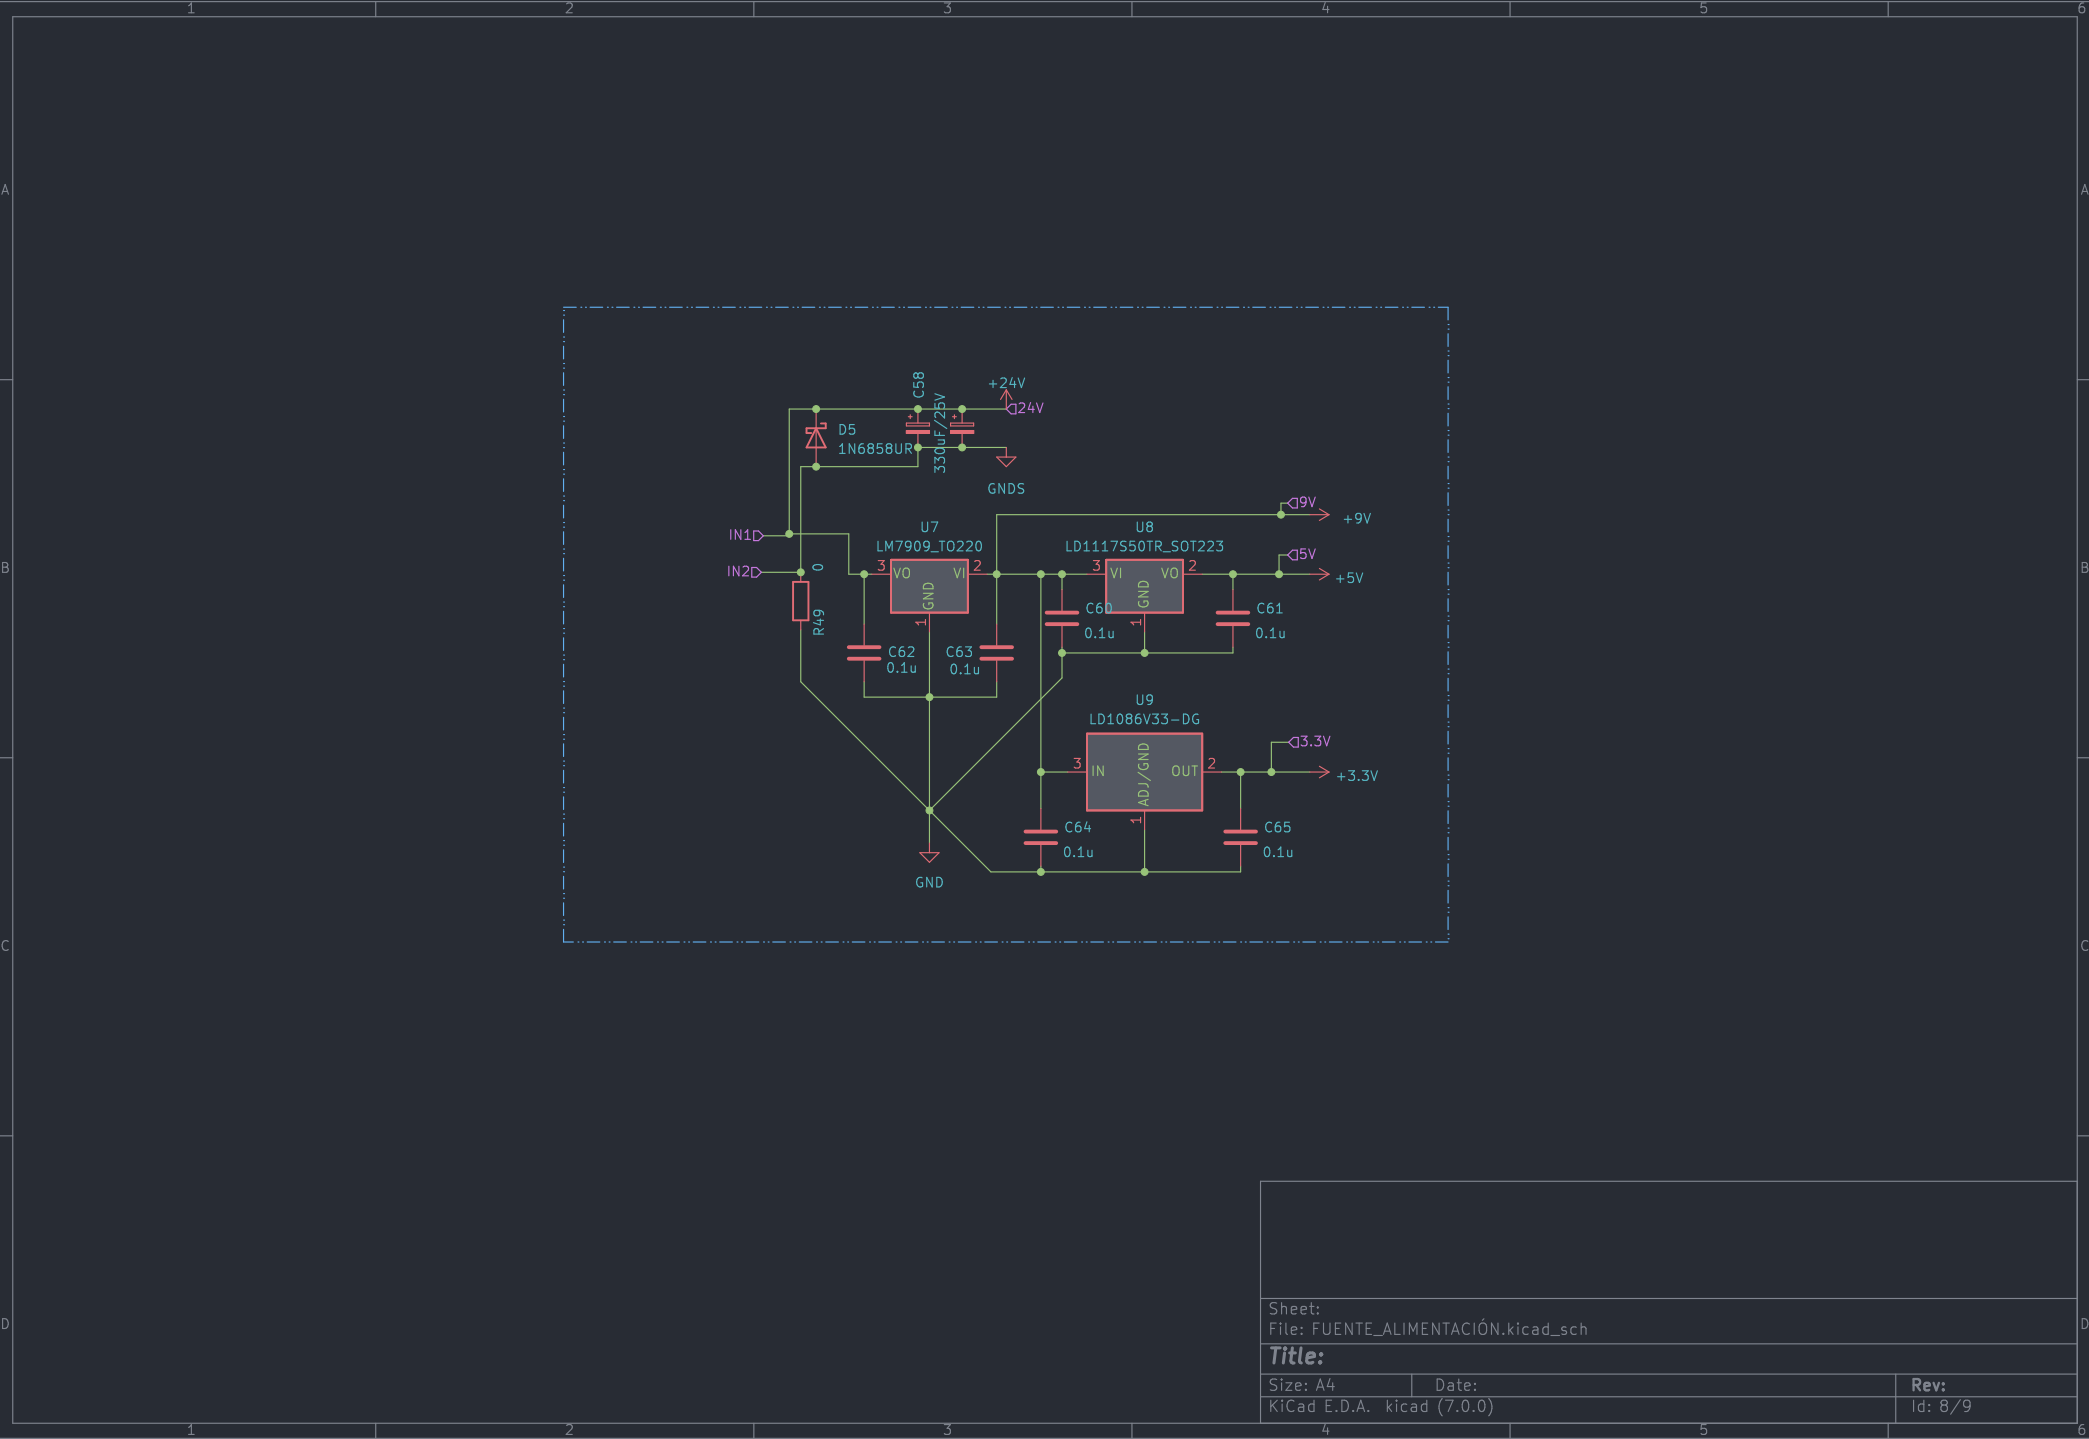 1 2 3 4 5 6
A A
+24V
C58
24V
D5
330uF/25V
1N6858UR
GNDS
9V
+9V
U7
U8
IN1
LM7909_TO220
LD1117S50TR_SOT223
5V
B B
IN2
0
3 VO VI 2
3 VI VO 2
+5V
GND
GND
C60
C61
R49
1
1
0.1u
0.1u
C62
C63
0.1u
0.1u
U9
LD1086V33-DG
3.3V
3 IN OUT 2
ADJ/GND
+3.3V
1
C64
C65
0.1u
0.1u
GND
C C
D D
Sheet:
File: FUENTE_ALIMENTACIÓN.kicad_sch
Title:
Size: A4 Date: Rev:
KiCad E.D.A. kicad (7.0.0) Id: 8/9
1 2 3 4 5 6